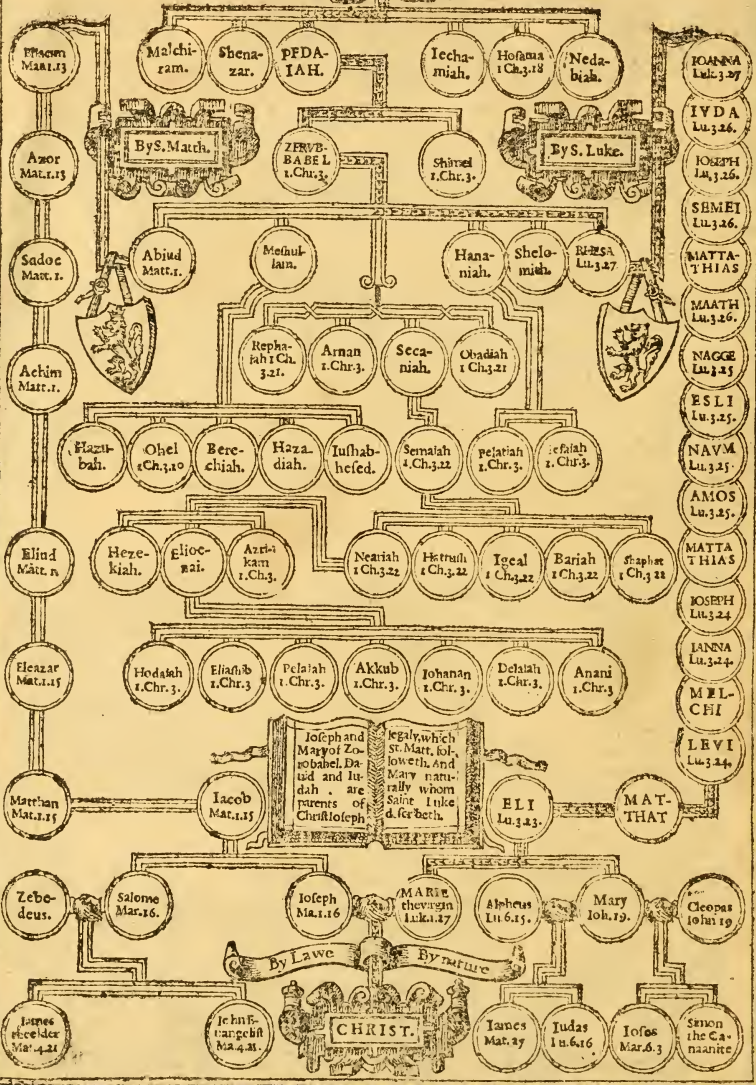 Malchi-
ram.
Shena-
zar.
PEDA-
IAH.
Iecha-
miah.
Hosama
1 Ch.3.18
Neda-
biah.
Mat.1.13
IOANNA
Luk.3.27
Azor
Mat.1.13
By S. Matth.
ZERVB-
BABEL
1.Chr.3.
Shimei
1.Chr.3.
By S. Luke.
IVDA
Lu.3.26.
IOSEPH
Lu.3.26.
SEMEI
Lu.3.26.
Sadoc
Matt.1.
Abiud
Matt.1.
Meshul-
lam.
Hana-
niah.
Shelo-
mith.
RHESA
Lu.3.27
MATTA-
THIAS
MAATH
Lu.3.26.
Achim
Matt.1.
Repha-
iah 1 Ch.
3.21.
Arnan
1.Chr.3.
Seca-
niah.
Obadiah
1 Ch.3.21
NAGGE
Lu.3.25
ESLI
Lu.3.25.
Hazu-
bah.
Ohel
1Ch.3.20
Bere-
chiah.
Haza-
diah.
Iushab-
hesed.
Semaiah
1.Ch.3.22
Pelatiah
1.Chr.3.
Iesaiah
1.Chr.3.
NAVM
Lu.3.25.
AMOS
Lu.3.25.
Eliud
Matt.1
Heze-
kiah.
Elioe-
nai.
Azri-
kam
1.Ch.3.
Neariah
1 Ch.3.22
Hattush
1 Ch.3.22
Igeal
1 Ch.3.22
Bariah
1 Ch.3.22
Shaphat
1 Ch.3 22
MATTA
THIAS
IOSEPH
Lu.3.24
Eleazar
Mat.1.15
Hodaiah
1.Chr.3.
Eliashib
1.Chr.3
Pelaiah
1.Chr.3.
Akkub
1.Chr.3.
Iohanan
1.Chr.3.
Delaiah
1.Chr.3.
Anani
1.Chr.3
IANNA
Lu.3.24.
MEL-
CHI
LEVI
Lu.3.24.
Ioseph and
Mary of Zo-
robabel. Da-
uid and Iu-
dah . are
parents of
Christ Ioseph
legaly, which
St. Matt. fol-
loweth. And
Mary natu-
rally whom
Saint Luke
describeth.
Matthan
Mat.1.15
Iacob
Mat.1.15
ELI
Lu.3.23.
MAT-
THAT
Zebe-
deus.
Salome
Mar.16.
Ioseph
Ma.1.16
MARIE
the virgin
Luk.1.27
Alpheus
Lu.6.15.
Mary
Ioh.19.
Cleopas
Iohn 19
By Lawe
By nature
Iames
the elder
Mat.4.21
Iohn E-
uangelist
Ma.4.21.
CHRIST.
Iames
Mat.27
Iudas
Lu.6.16
Ioses
Mar.6.3
Simon
the Ca-
naanite